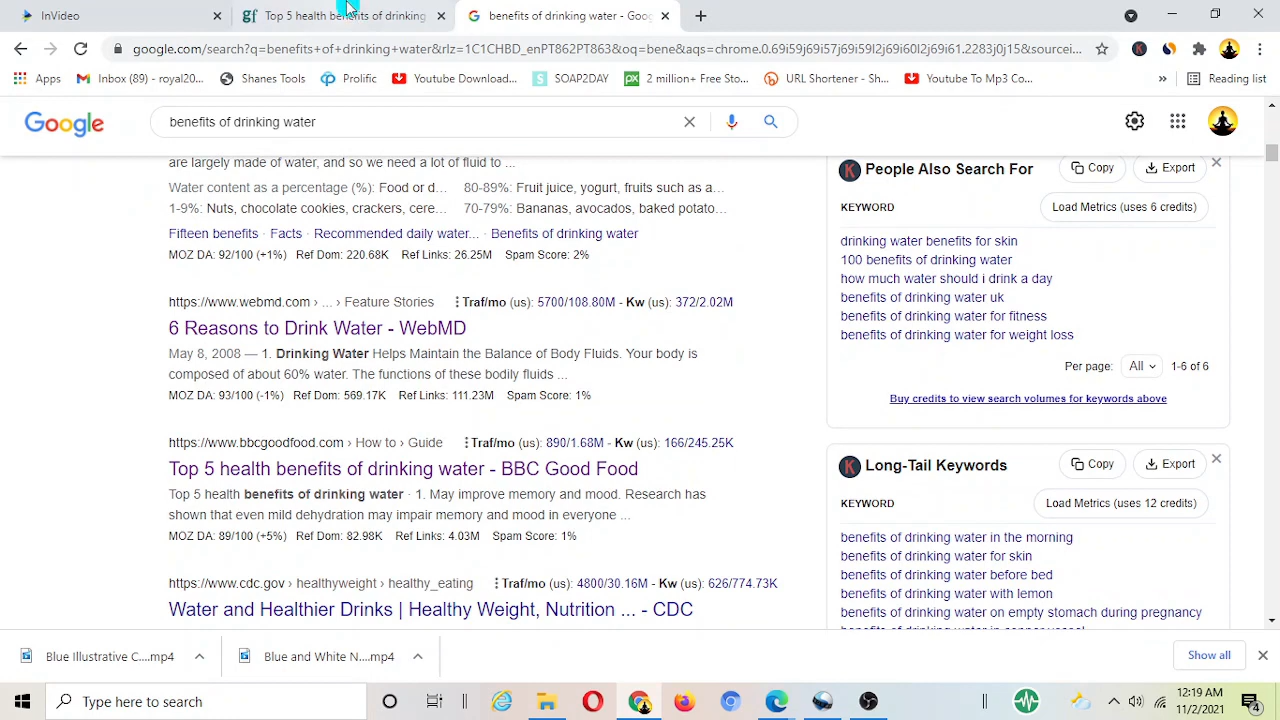 InVideo
gf Top 5 health benefits of drinking
benefits of drinking water - Goo
google.com/search?q=benefits+of+drinking+water&rlz=1C1CHBD_enPT862PT863&oq=bene&aqs=chrome.0.69i59j69i57j69i59l2j69i60l2j69i61.2283j0j15&sourcei...
Apps
Inbox (89) - royal20...
Shanes Tools
Prolific
Youtube Download...
SOAP2DAY
2 million+ Free Sto...
URL Shortener - Sh...
Youtube To Mp3 Co...
»
Reading list
Google
benefits of drinking water
are largely made of water, and so we need a lot of fluid to ...
Water content as a percentage (%): Food or d... 80-89%: Fruit juice, yogurt, fruits such as a...
1-9%: Nuts, chocolate cookies, crackers, cere... 70-79%: Bananas, avocados, baked potato...
Fifteen benefits · Facts · Recommended daily water... · Benefits of drinking water
MOZ DA: 92/100 (+1%) Ref Dom: 220.68K Ref Links: 26.25M Spam Score: 2%
https://www.webmd.com › ... › Feature Stories Traf/mo (us): 5700/108.80M - Kw (us): 372/2.02M
6 Reasons to Drink Water - WebMD
May 8, 2008 — 1. Drinking Water Helps Maintain the Balance of Body Fluids. Your body is
composed of about 60% water. The functions of these bodily fluids ...
MOZ DA: 93/100 (-1%) Ref Dom: 569.17K Ref Links: 111.23M Spam Score: 1%
https://www.bbcgoodfood.com › How to › Guide Traf/mo (us): 890/1.68M - Kw (us): 166/245.25K
Top 5 health benefits of drinking water - BBC Good Food
Top 5 health benefits of drinking water · 1. May improve memory and mood. Research has
shown that even mild dehydration may impair memory and mood in everyone ...
MOZ DA: 89/100 (+5%) Ref Dom: 82.98K Ref Links: 4.03M Spam Score: 1%
https://www.cdc.gov › healthyweight › healthy_eating Traf/mo (us): 4800/30.16M - Kw (us): 626/774.73K
Water and Healthier Drinks | Healthy Weight, Nutrition ... - CDC
K People Also Search For
Copy
Export
KEYWORD
Load Metrics (uses 6 credits)
drinking water benefits for skin
100 benefits of drinking water
how much water should i drink a day
benefits of drinking water uk
benefits of drinking water for fitness
benefits of drinking water for weight loss
Per page: All 1-6 of 6
Buy credits to view search volumes for keywords above
K Long-Tail Keywords
Copy
Export
KEYWORD
Load Metrics (uses 12 credits)
benefits of drinking water in the morning
benefits of drinking water for skin
benefits of drinking water before bed
benefits of drinking water with lemon
benefits of drinking water on empty stomach during pregnancy
benefits of drinking water in copper vessel
Blue Illustrative C....mp4
Blue and White N....mp4
Show all
Type here to search
12:19 AM
11/2/2021
4